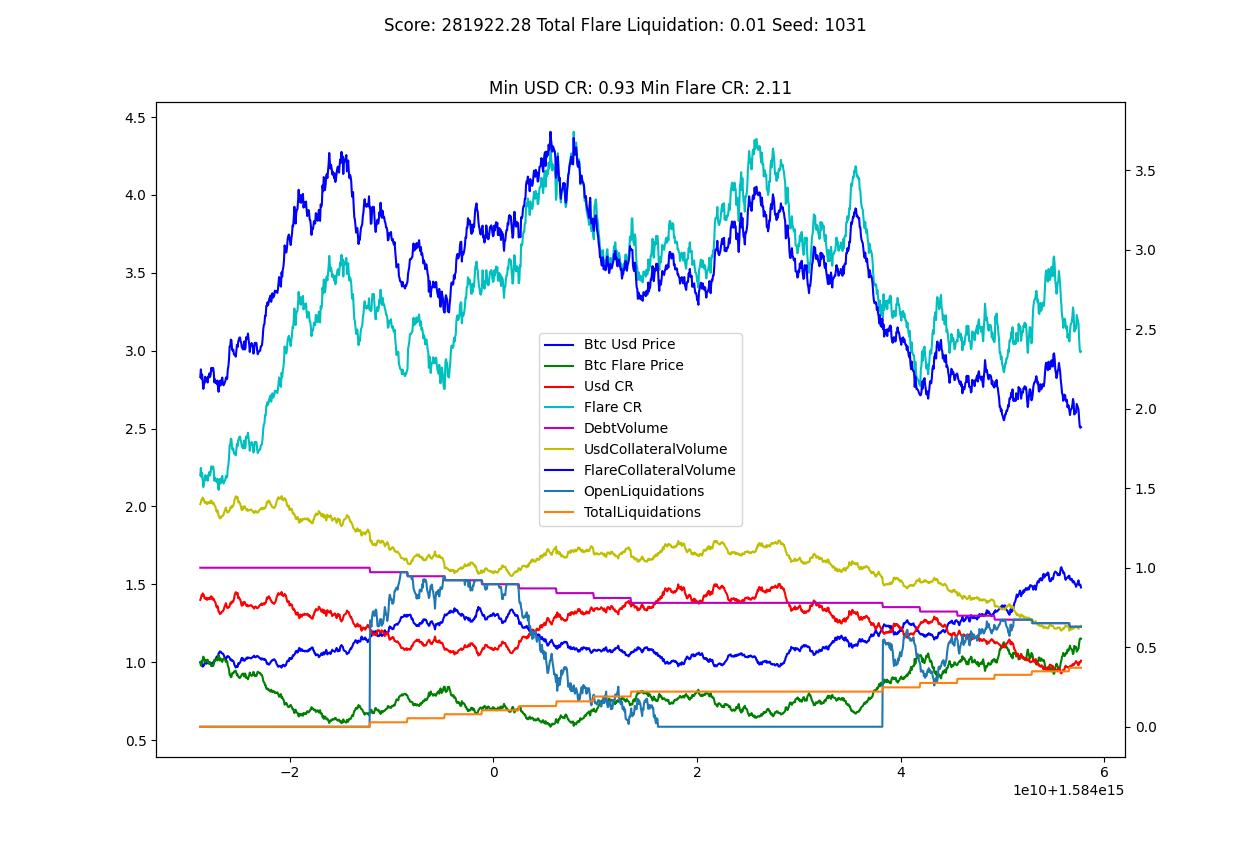 Score: 281922.28 Total Flare Liquidation: 0.01 Seed: 1031
Min USD CR: 0.93 Min Flare CR: 2.11
4.5
4.0
3.5
3.0
2.5
2.0
1.5
1.0
0.5
3.5
3.0
2.5
2.0
1.5
1.0
0.5
0.0
Btc Usd Price
Btc Flare Price
Usd CR
Flare CR
DebtVolume
UsdCollateralVolume
FlareCollateralVolume
OpenLiquidations
TotalLiquidations
−2 0 2 4 6
1e10+1.584e15